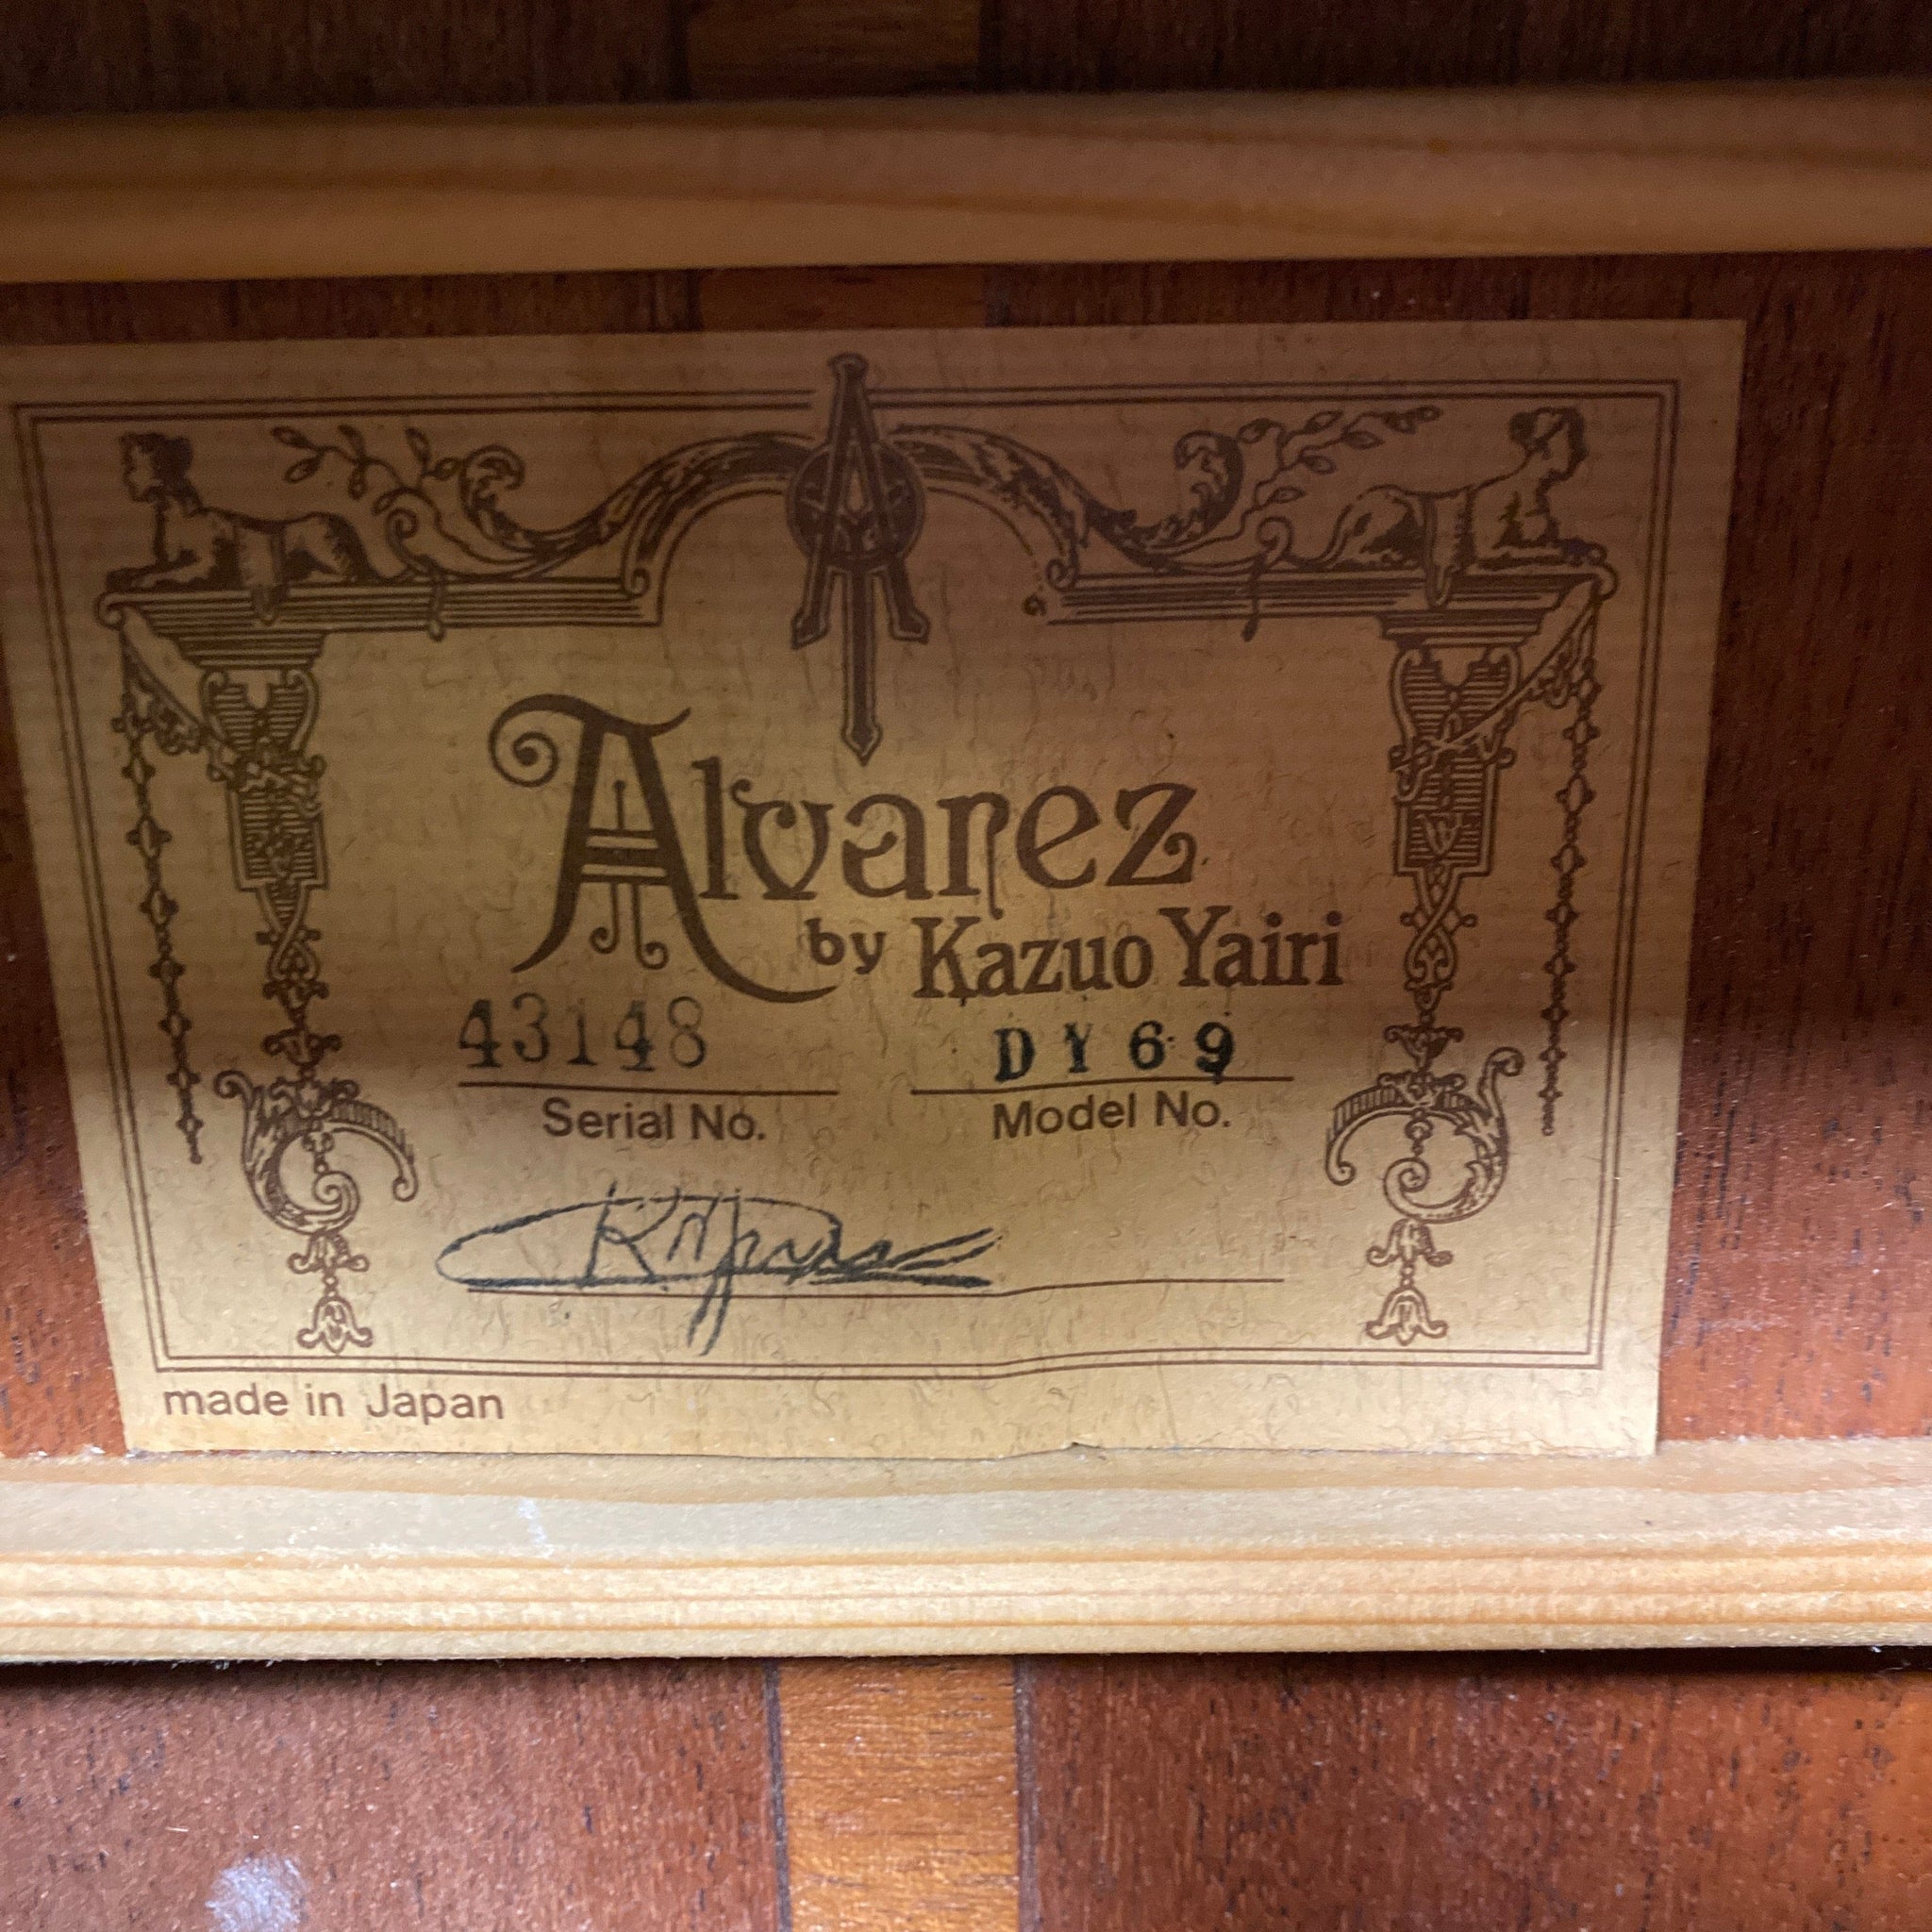 Alvarez
by Kazuo Yairi
43148 DY69
Serial No. Model No.
made in Japan